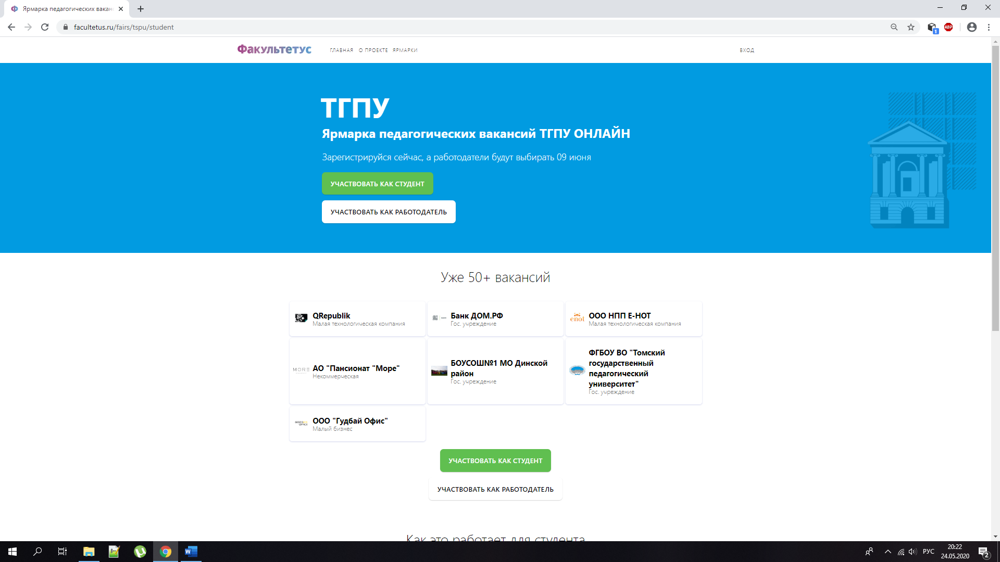 Ярмарка педагогических вакан
facultetus.ru/fairs/tspu/student
1
ABP
Факультетус
ГЛАВНАЯ
О ПРОЕКТЕ
ЯРМАРКИ
ВХОД
ТГПУ
Ярмарка педагогических вакансий ТГПУ ОНЛАЙН
Зарегистрируйся сейчас, а работодатели будут выбирать 09 июня
УЧАСТВОВАТЬ КАК СТУДЕНТ
УЧАСТВОВАТЬ КАК РАБОТОДАТЕЛЬ
Уже 50+ вакансий
QRepublik
Малая технологическая компания
Банк ДОМ.РФ
Гос. учреждение
enot
ООО НПП Е-НОТ
Малая технологическая компания
MORE
АО "Пансионат "Море"
Некоммерческая
БОУСОШ№1 МО Динской
район
Гос. учреждение
ФГБОУ ВО "Томский
государственный
педагогический
университет"
Гос. учреждение
ООО "Гудбай Офис"
Малый бизнес
УЧАСТВОВАТЬ КАК СТУДЕНТ
УЧАСТВОВАТЬ КАК РАБОТОДАТЕЛЬ
Как это работает для студента
РУС
20:22
24.05.2020
2